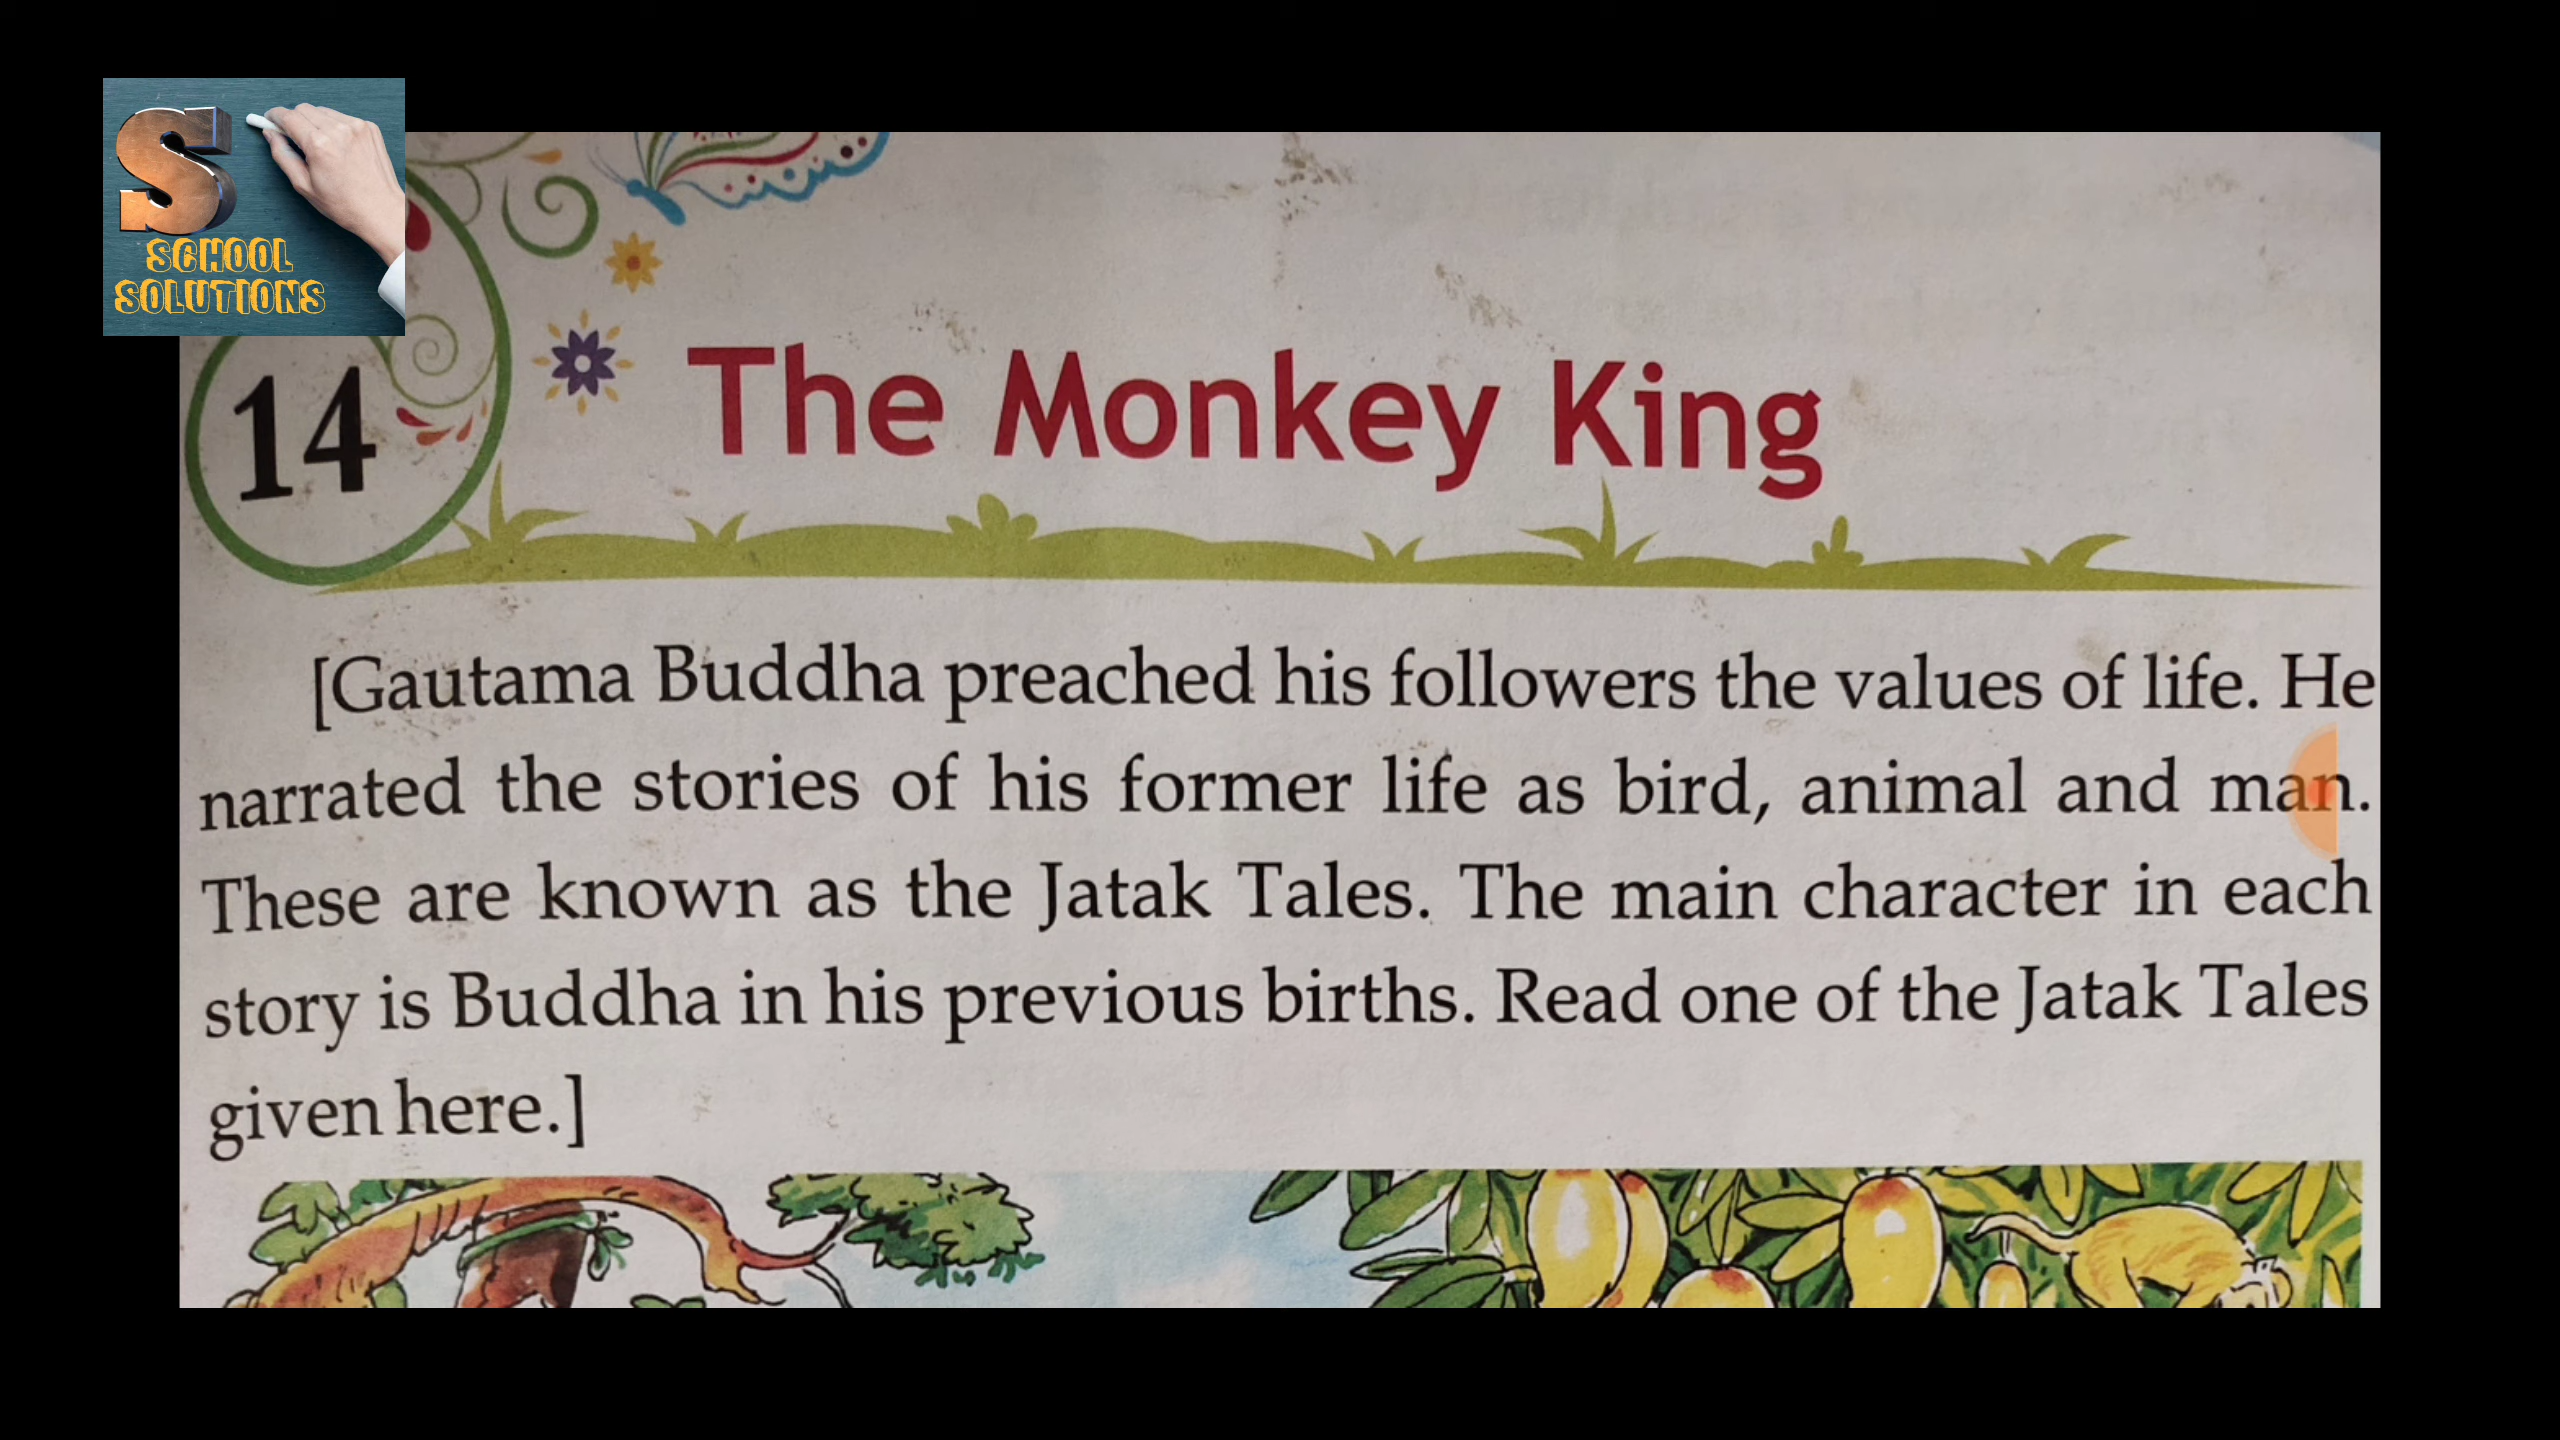 S
SCHOOL
SOLUTIONS
14
The Monkey King
[Gautama Buddha preached his followers the values of life. He
narrated the stories of his former life as bird, animal and man.
These are known as the Jatak Tales. The main character in each
story is Buddha in his previous births. Read one of the Jatak Tales
given here.]